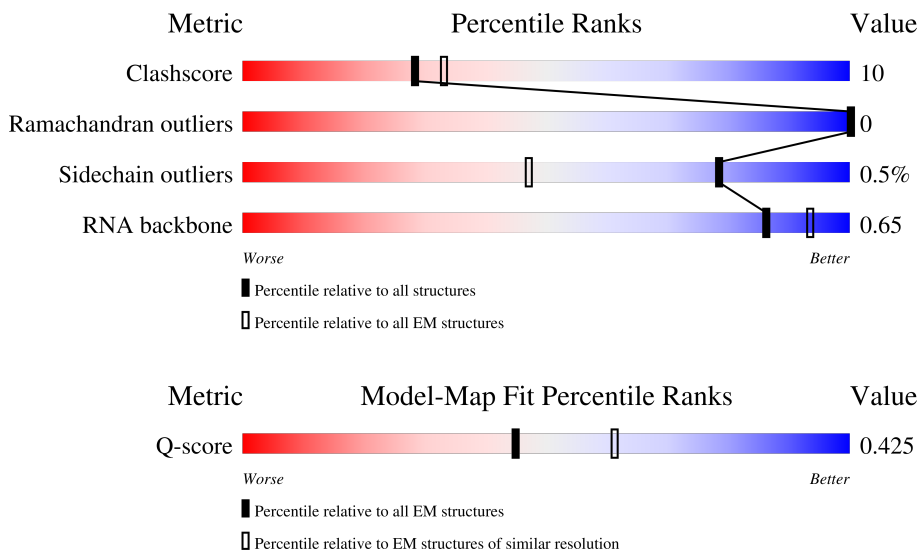 Metric Percentile Ranks Value
Clashscore 10
Ramachandran outliers 0
Sidechain outliers 0.5%
RNA backbone 0.65
Worse Better
Percentile relative to all structures
Percentile relative to all EM structures
Metric Model-Map Fit Percentile Ranks Value
Q-score 0.425
Worse Better
Percentile relative to all EM structures
Percentile relative to EM structures of similar resolution